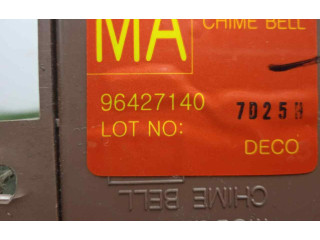 MA
CHIME BELL
96427140 7D25H
LOT NO:
DECO
CHIME BELL